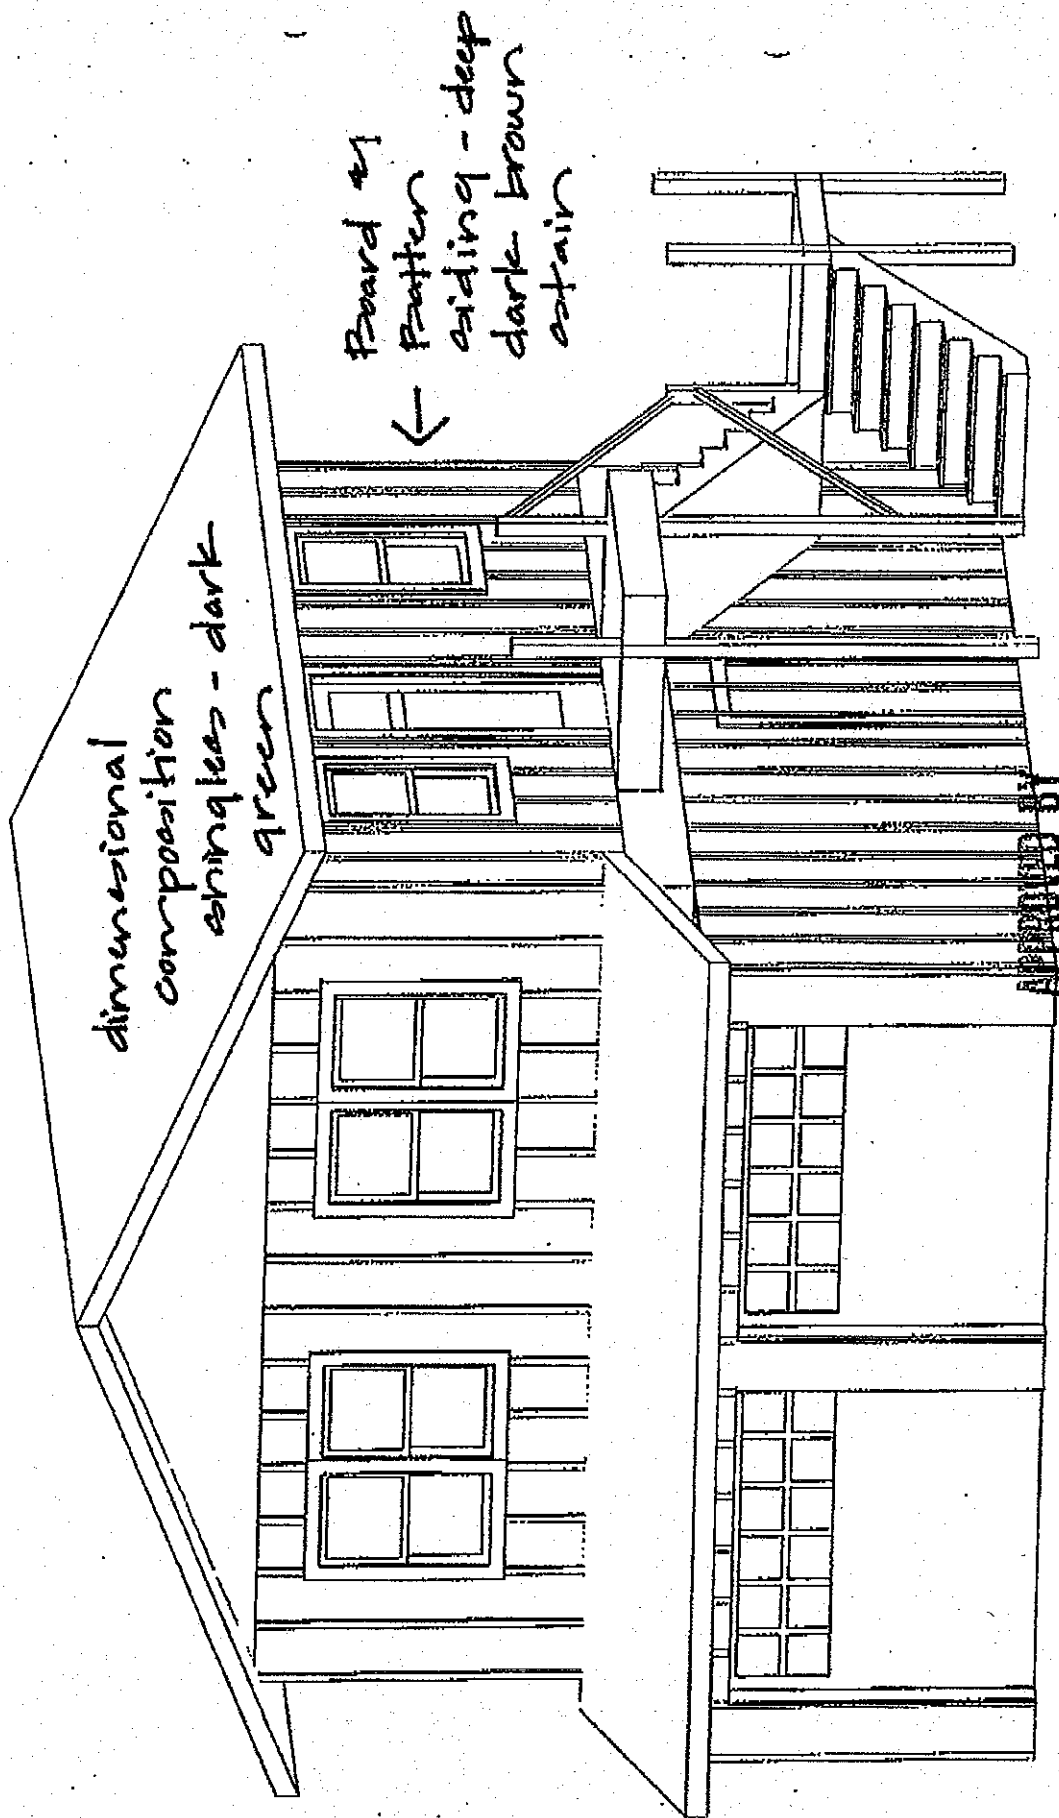 dimensional
composition
shingles - dark
green
Board &
Batten
siding - deep
dark brown
stain